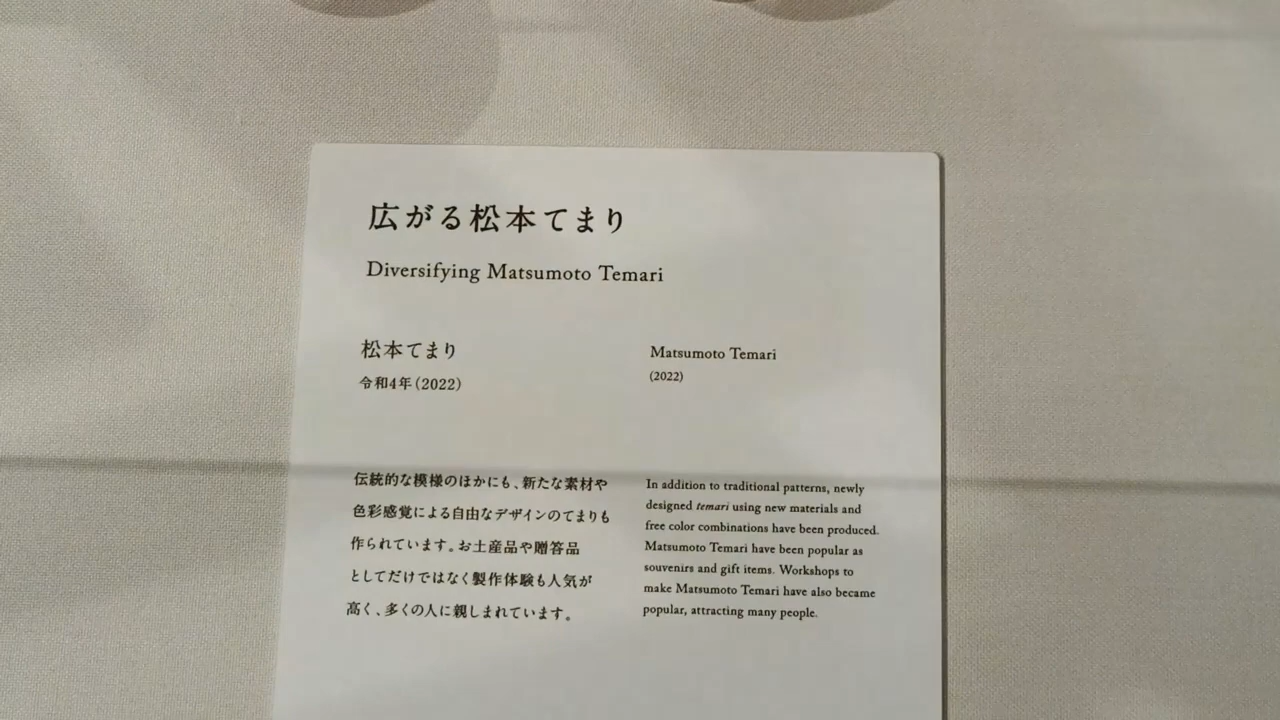 広がる松本てまり
Diversifying Matsumoto Temari
松本てまり
令和4年(2022)
伝統的な模様のほかにも、新たな素材や
色彩感覚による自由なデザインのてまりも
作られています。お土産品や贈答品
としてだけではなく製作体験も人気が
高く、多くの人に親しまれています。
Matsumoto Temari
(2022)
In addition to traditional patterns, newly
designed temari using new materials and
free color combinations have been produced.
Matsumoto Temari have been popular as
souvenirs and gift items. Workshops to
make Matsumoto Temari have also became
popular, attracting many people.